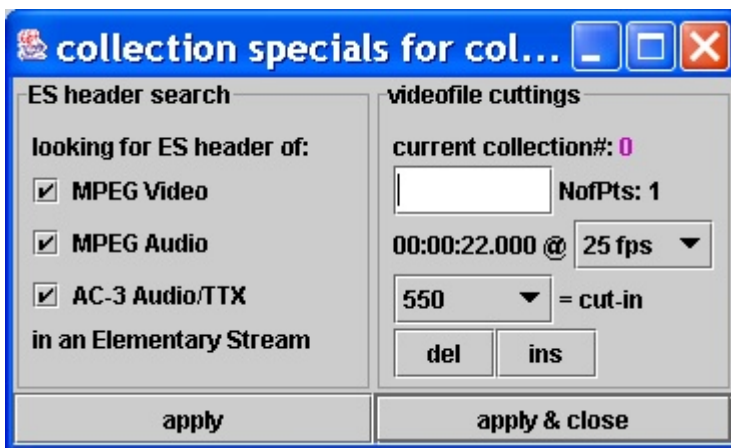 collection specials for col...
ES header search
looking for ES header of:
MPEG Video
MPEG Audio
AC-3 Audio/TTX
in an Elementary Stream
apply
videofile cuttings
current collection#: 0
NofPts: 1
00:00:22.000 @ 25 fps
550 = cut-in
del ins
apply & close